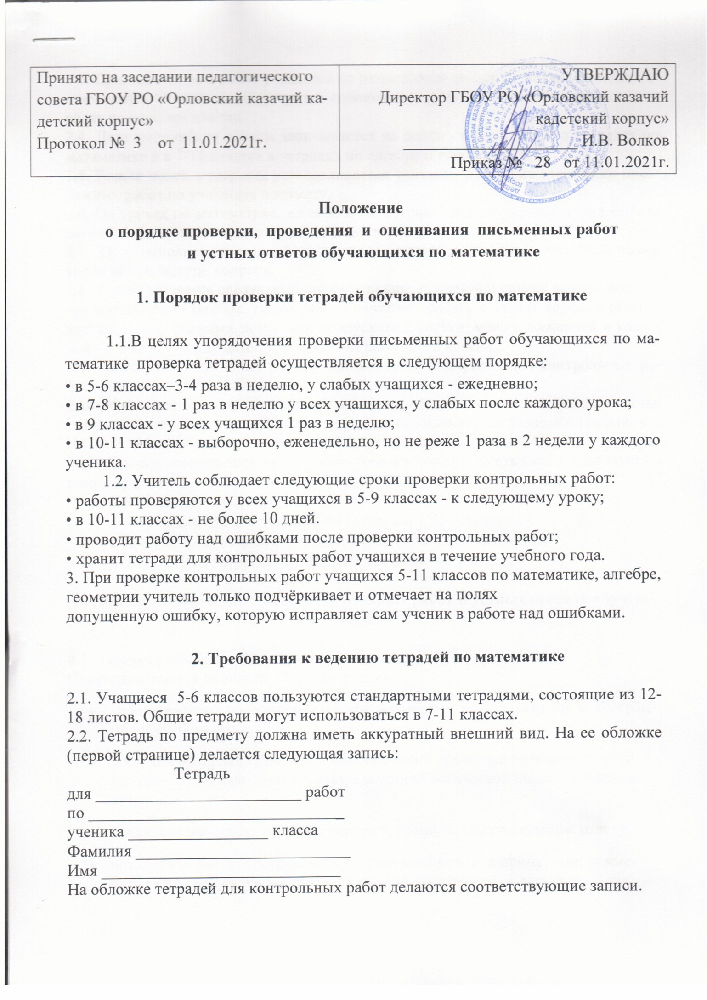 Принято на заседании педагогического
совета ГБОУ РО «Орловский казачий ка-
детский корпус»
Протокол № 3 от 11.01.2021г.
УТВЕРЖДАЮ
Директор ГБОУ РО «Орловский казачий
кадетский корпус»
____________________ И.В. Волков
Приказ № 28 от 11.01.2021г.
Положение
о порядке проверки, проведения и оценивания письменных работ
и устных ответов обучающихся по математике
1. Порядок проверки тетрадей обучающихся по математике
1.1.В целях упорядочения проверки письменных работ обучающихся по ма-
тематике проверка тетрадей осуществляется в следующем порядке:
• в 5-6 классах–3-4 раза в неделю, у слабых учащихся - ежедневно;
• в 7-8 классах - 1 раз в неделю у всех учащихся, у слабых после каждого урока;
• в 9 классах - у всех учащихся 1 раз в неделю;
• в 10-11 классах - выборочно, еженедельно, но не реже 1 раза в 2 недели у каждого
ученика.
1.2. Учитель соблюдает следующие сроки проверки контрольных работ:
• работы проверяются у всех учащихся в 5-9 классах - к следующему уроку;
• в 10-11 классах - не более 10 дней.
• проводит работу над ошибками после проверки контрольных работ;
• хранит тетради для контрольных работ учащихся в течение учебного года.
3. При проверке контрольных работ учащихся 5-11 классов по математике, алгебре,
геометрии учитель только подчёркивает и отмечает на полях
допущенную ошибку, которую исправляет сам ученик в работе над ошибками.
2. Требования к ведению тетрадей по математике
2.1. Учащиеся 5-6 классов пользуются стандартными тетрадями, состоящие из 12-
18 листов. Общие тетради могут использоваться в 7-11 классах.
2.2. Тетрадь по предмету должна иметь аккуратный внешний вид. На ее обложке
(первой странице) делается следующая запись:
Тетрадь
для _________________________ работ
по _______________________________
ученика _________________ класса
Фамилия __________________________
Имя _____________________________
На обложке тетрадей для контрольных работ делаются соответствующие записи.